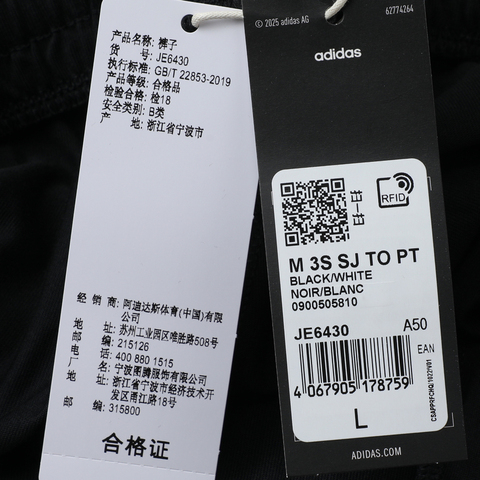 产品名称: 裤子
货 号: JE6430
执行标准: GB/T 22853-2019
产品等级: 合格品
检验合格: 检18
安全类别: B类
产 地: 浙江省宁波市
经 销 商: 阿迪达斯体育(中国)有限
公司
地 址: 苏州工业园区唯胜路508号
邮 编: 215126
电 话: 400 880 1515
厂 名: 宁波图腾服饰有限公司
地 址: 浙江省宁波市经济技术开
发区甬江路18号
邮 编: 315800
合格证
© 2025 adidas AG
62774264
adidas
RFID
M 3S SJ TO PT
BLACK/WHITE
NOIR/BLANC
0900505810
JE6430 A50
EAN
4 067905 178759
L
ADIDAS.COM